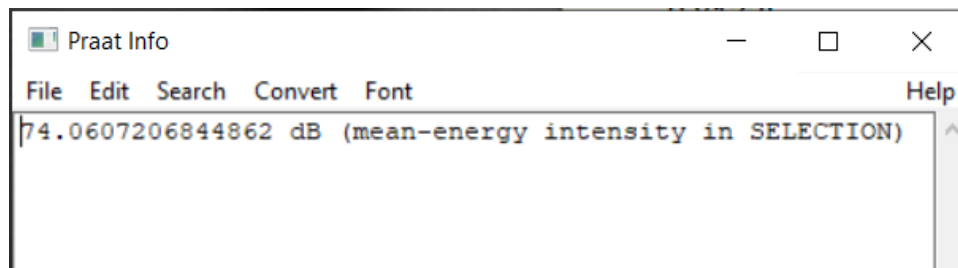 Praat Info
File Edit Search Convert Font Help
74.0607206844862 dB (mean-energy intensity in SELECTION)